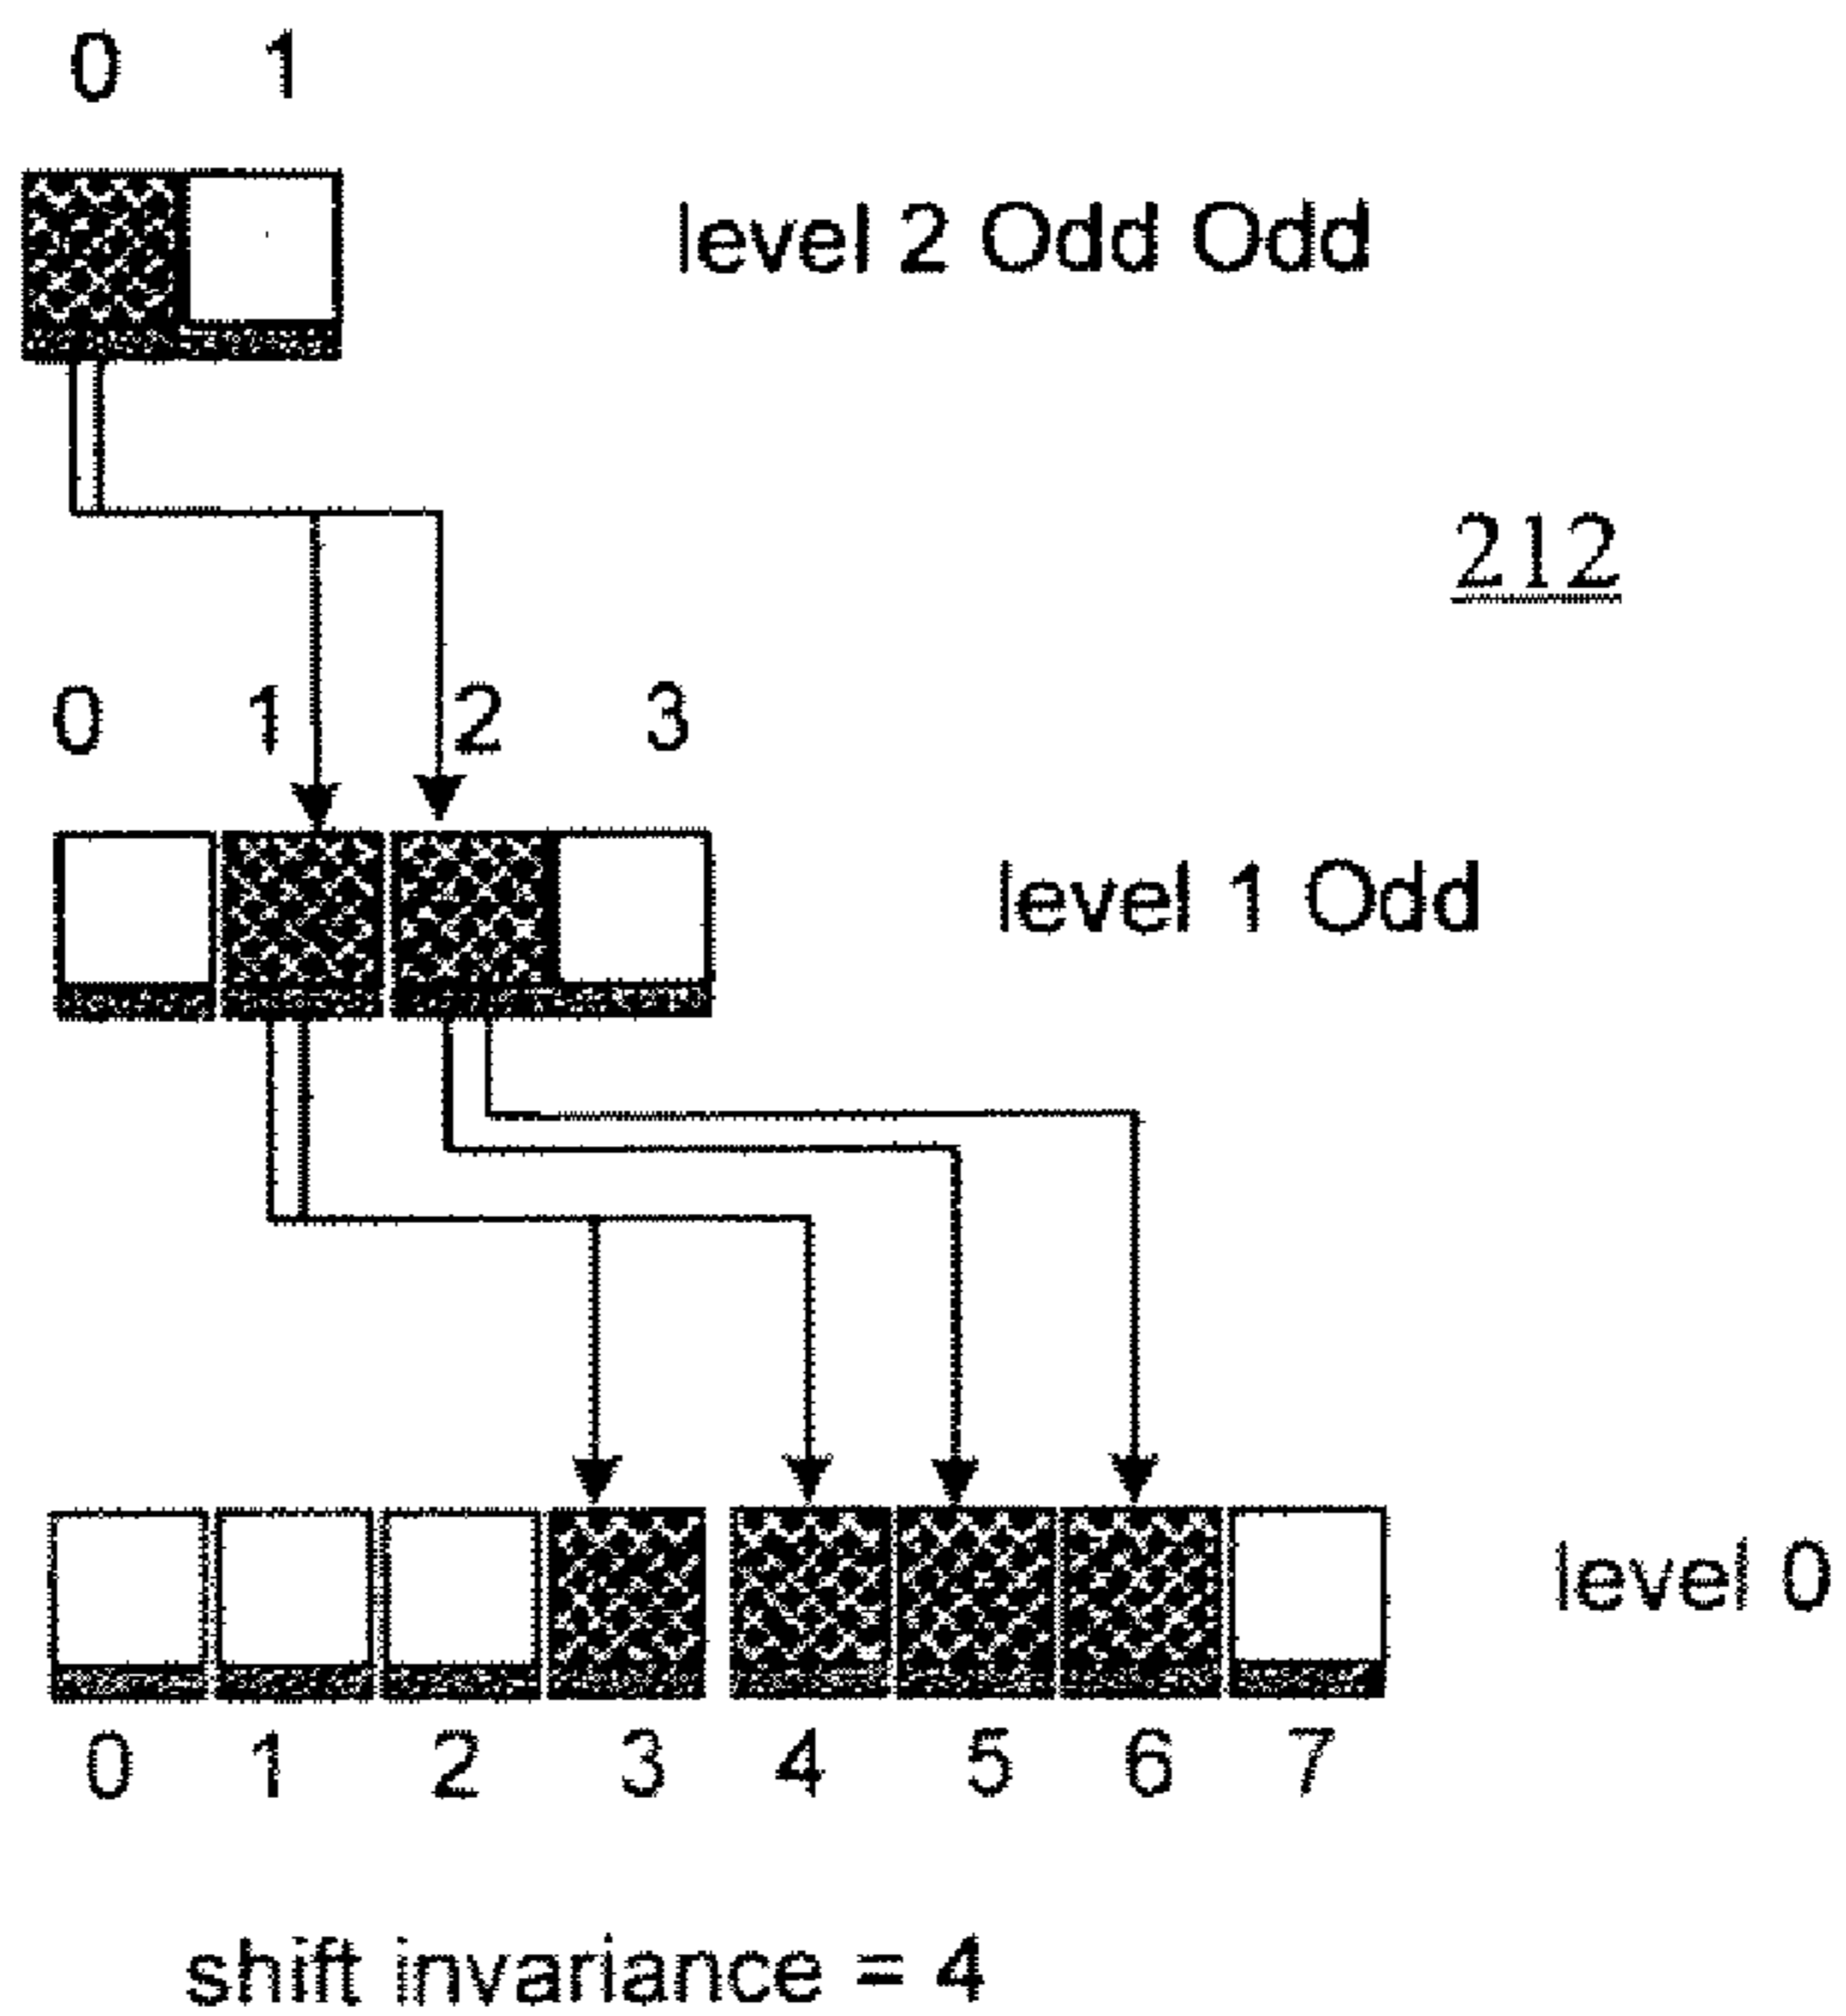 0 1
level 2 Odd Odd
212
0 1 2 3
level 1 Odd
level 0
0 1 2 3 4 5 6 7
shift invariance = 4